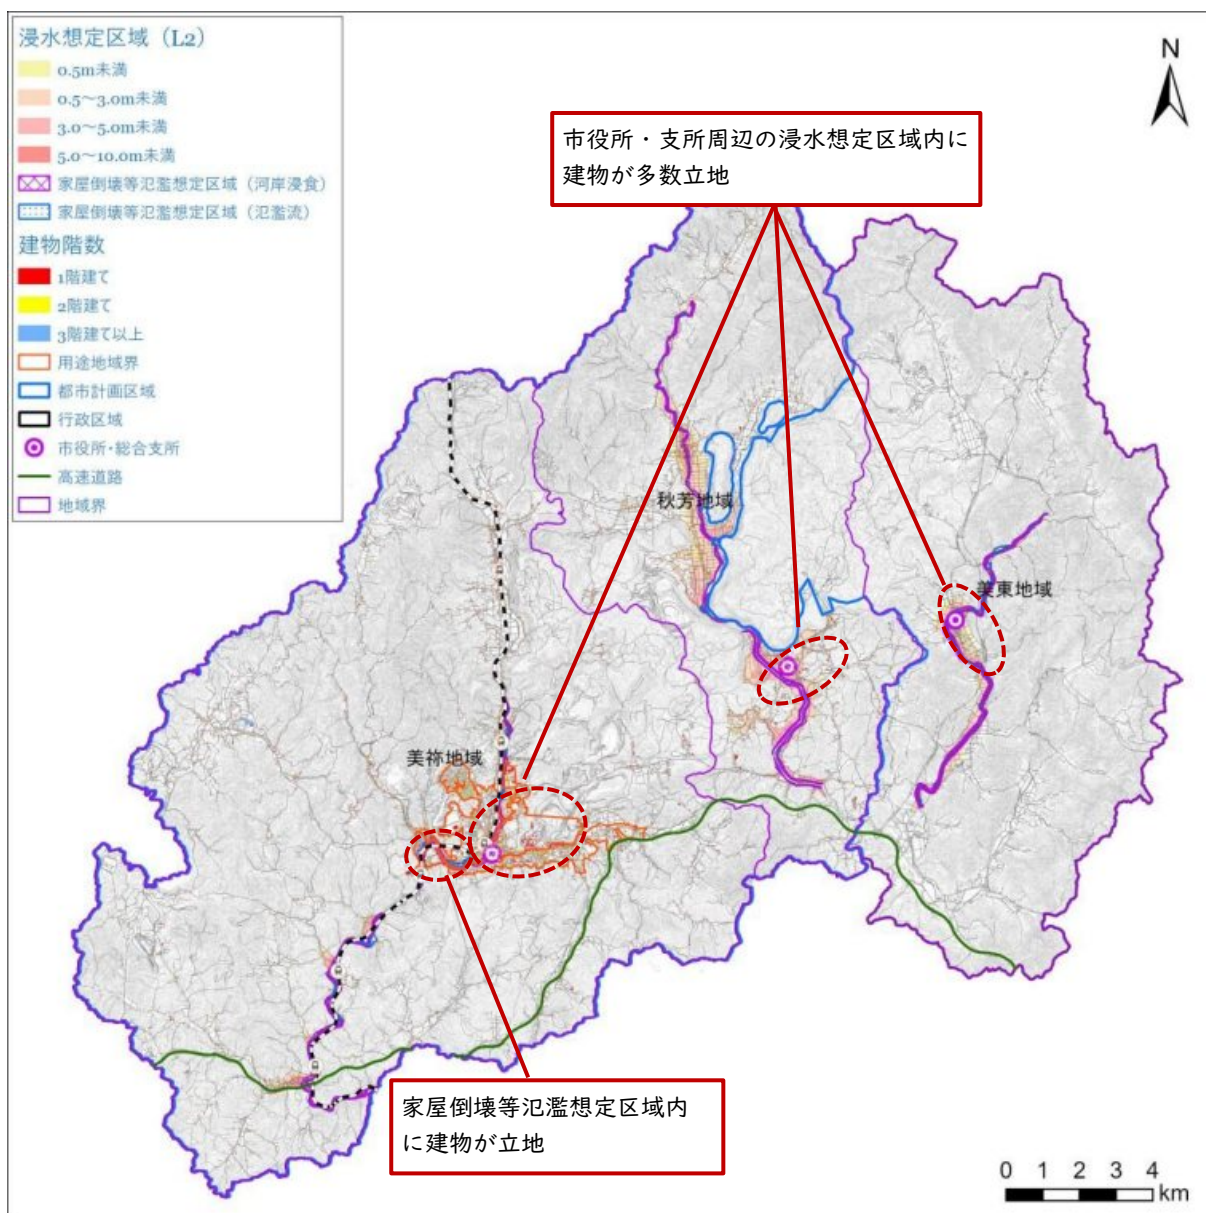 浸水想定区域（L2）
0.5m未満
0.5～3.0m未満
3.0～5.0m未満
5.0～10.0m未満
家屋倒壊等氾濫想定区域（河岸浸食）
家屋倒壊等氾濫想定区域（氾濫流）
建物階数
1階建て
2階建て
3階建て以上
用途地域界
都市計画区域
行政区域
市役所・総合支所
高速道路
地域界
N
市役所・支所周辺の浸水想定区域内に
建物が多数立地
秋芳地域
美東地域
美祢地域
家屋倒壊等氾濫想定区域内
に建物が立地
0 1 2 3 4
km